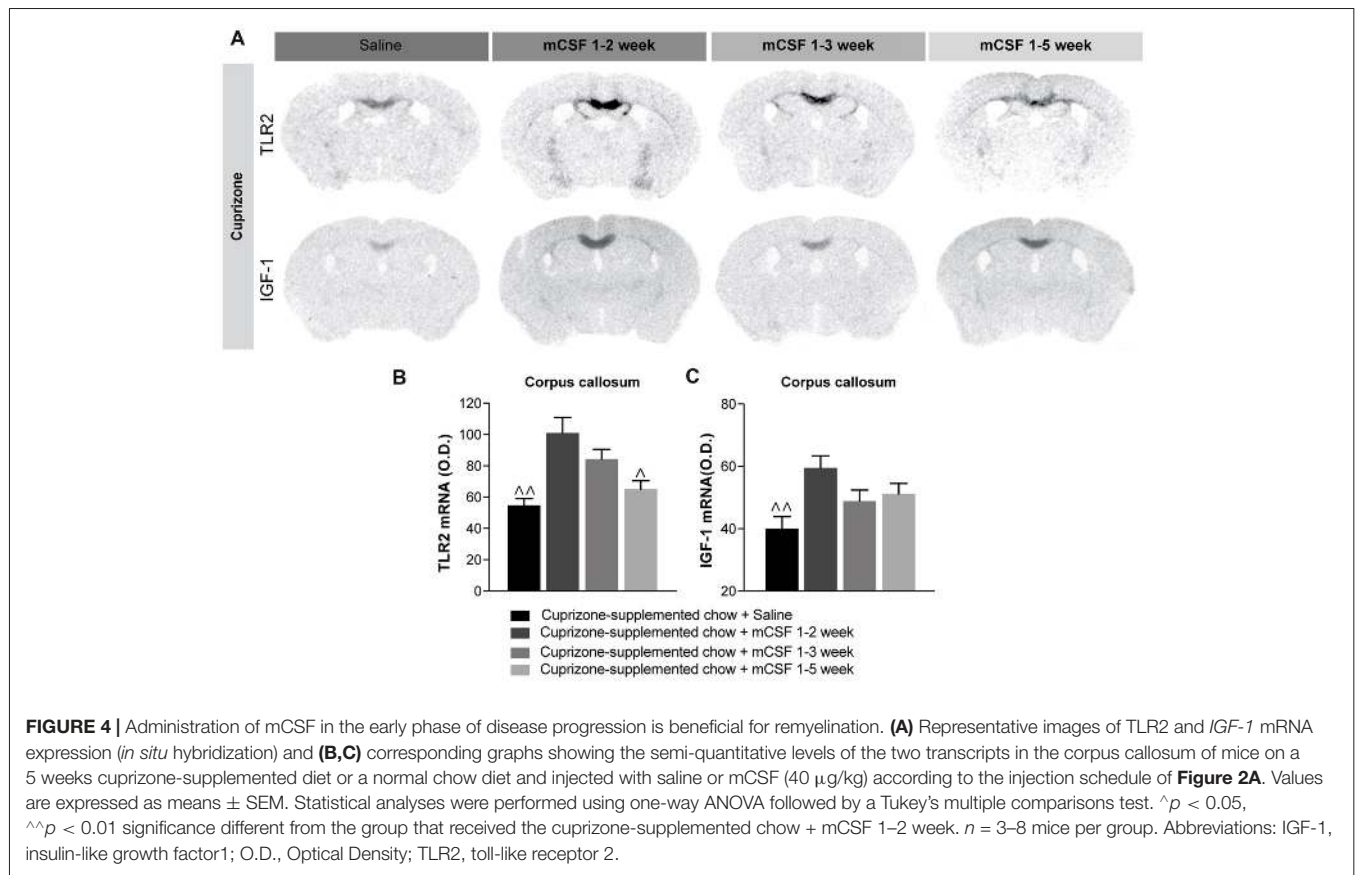 A
Saline
mCSF 1-2 week
mCSF 1-3 week
mCSF 1-5 week
Cuprizone
TLR2
IGF-1
B
Corpus callosum
TLR2 mRNA (O.D.)
120
100
80
60
40
20
0
^^
^
C
Corpus callosum
IGF-1 mRNA(O.D.)
80
60
40
20
^^
Cuprizone-supplemented chow + Saline
Cuprizone-supplemented chow + mCSF 1-2 week
Cuprizone-supplemented chow + mCSF 1-3 week
Cuprizone-supplemented chow + mCSF 1-5 week
FIGURE 4 | Administration of mCSF in the early phase of disease progression is beneficial for remyelination. (A) Representative images of TLR2 and IGF-1 mRNA
expression (in situ hybridization) and (B,C) corresponding graphs showing the semi-quantitative levels of the two transcripts in the corpus callosum of mice on a
5 weeks cuprizone-supplemented diet or a normal chow diet and injected with saline or mCSF (40 μg/kg) according to the injection schedule of Figure 2A. Values
are expressed as means ± SEM. Statistical analyses were performed using one-way ANOVA followed by a Tukey's multiple comparisons test. ^p < 0.05,
^^p < 0.01 significance different from the group that received the cuprizone-supplemented chow + mCSF 1–2 week. n = 3–8 mice per group. Abbreviations: IGF-1,
insulin-like growth factor1; O.D., Optical Density; TLR2, toll-like receptor 2.